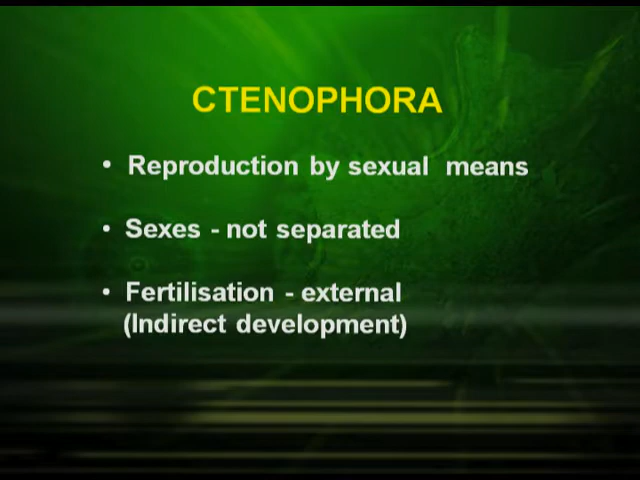 CTENOPHORA
• Reproduction by sexual means
• Sexes - not separated
• Fertilisation - external
(Indirect development)